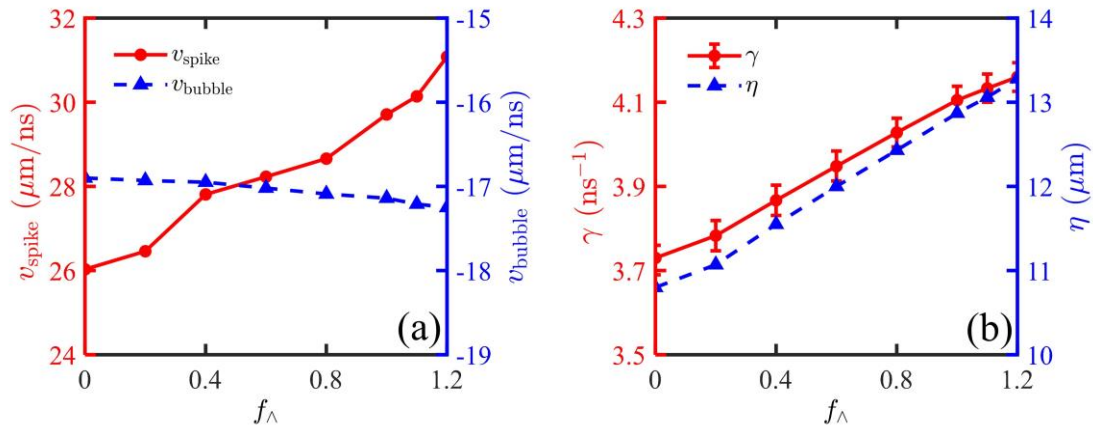 32
30
28
26
24
v_spike (μm/ns)
v_spike
v_bubble
(a)
-15
-16
-17
-18
-19
v_bubble (μm/ns)
0 0.4 0.8 1.2
f_∧
4.3
4.1
3.9
3.7
3.5
γ (ns⁻¹)
γ
η
(b)
14
13
12
11
10
η (μm)
0 0.4 0.8 1.2
f_∧